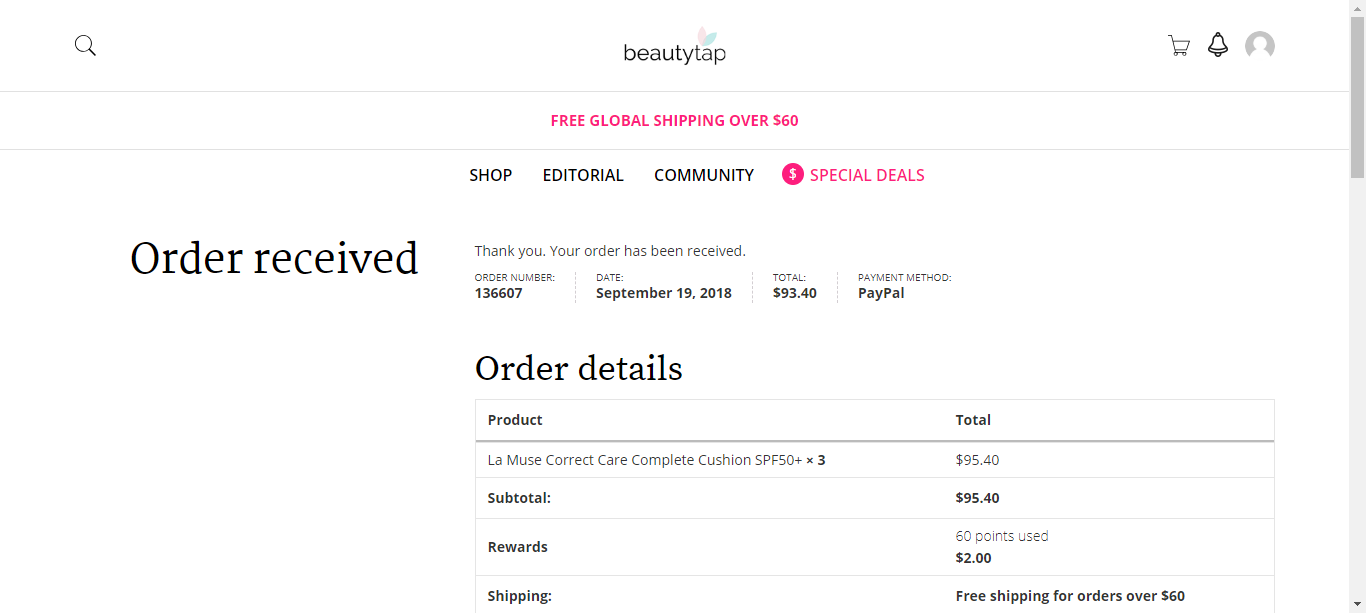 beautytap
FREE GLOBAL SHIPPING OVER $60
SHOP EDITORIAL COMMUNITY $ SPECIAL DEALS
Order received
Thank you. Your order has been received.
ORDER NUMBER: DATE: TOTAL: PAYMENT METHOD:
136607 September 19, 2018 $93.40 PayPal
Order details
Product Total
La Muse Correct Care Complete Cushion SPF50+ × 3 $95.40
Subtotal: $95.40
60 points used
Rewards
$2.00
Shipping: Free shipping for orders over $60